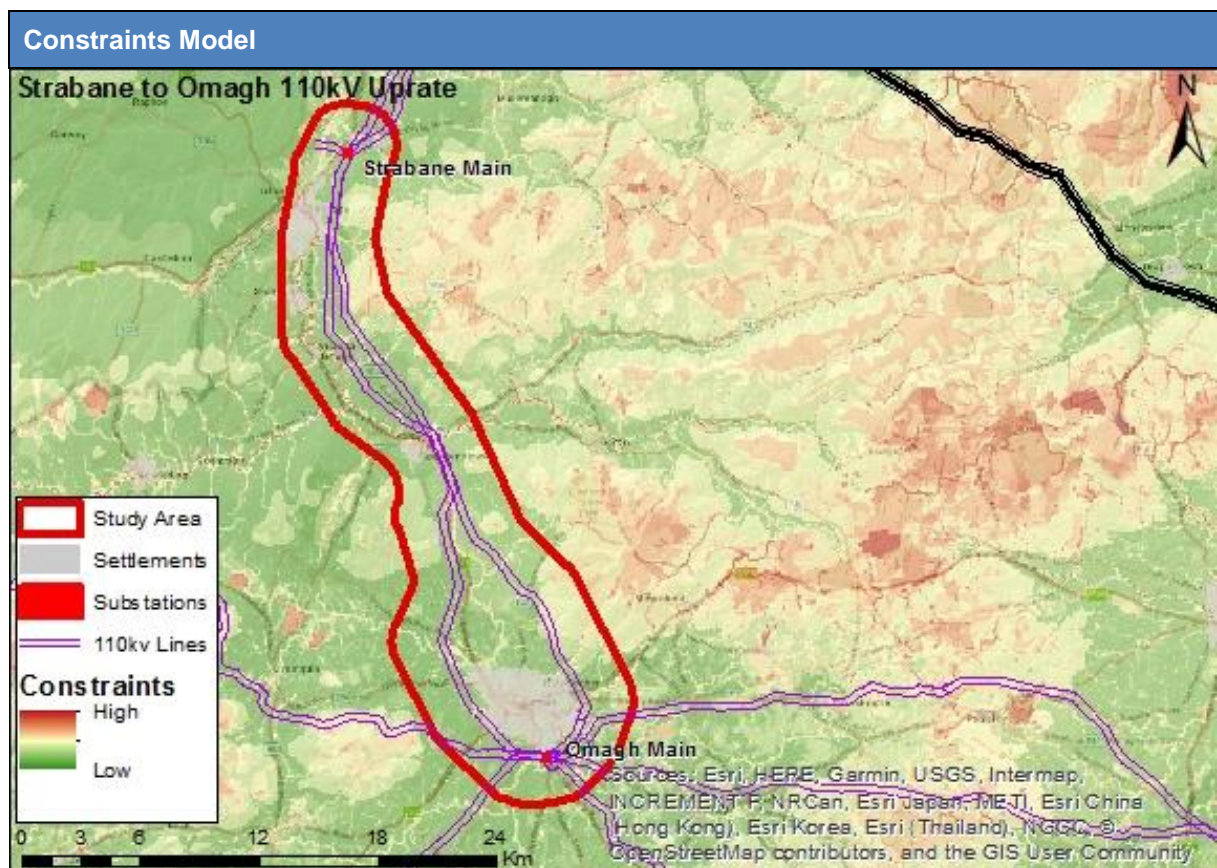 Constraints Model
Strabane to Omagh 110kV Uprate
N
Strabane Main
Study Area
Settlements
Substations
110kv Lines
Constraints
High
Low
Omagh Main
Sources: Esri, HERE, Garmin, USGS, Intermap,
INCREMENT P, NRCan, Esri Japan, METI, Esri China
(Hong Kong), Esri Korea, Esri (Thailand), NGCC, ©
OpenStreetMap contributors, and the GIS User Community
0 3 6 12 18 24
Km